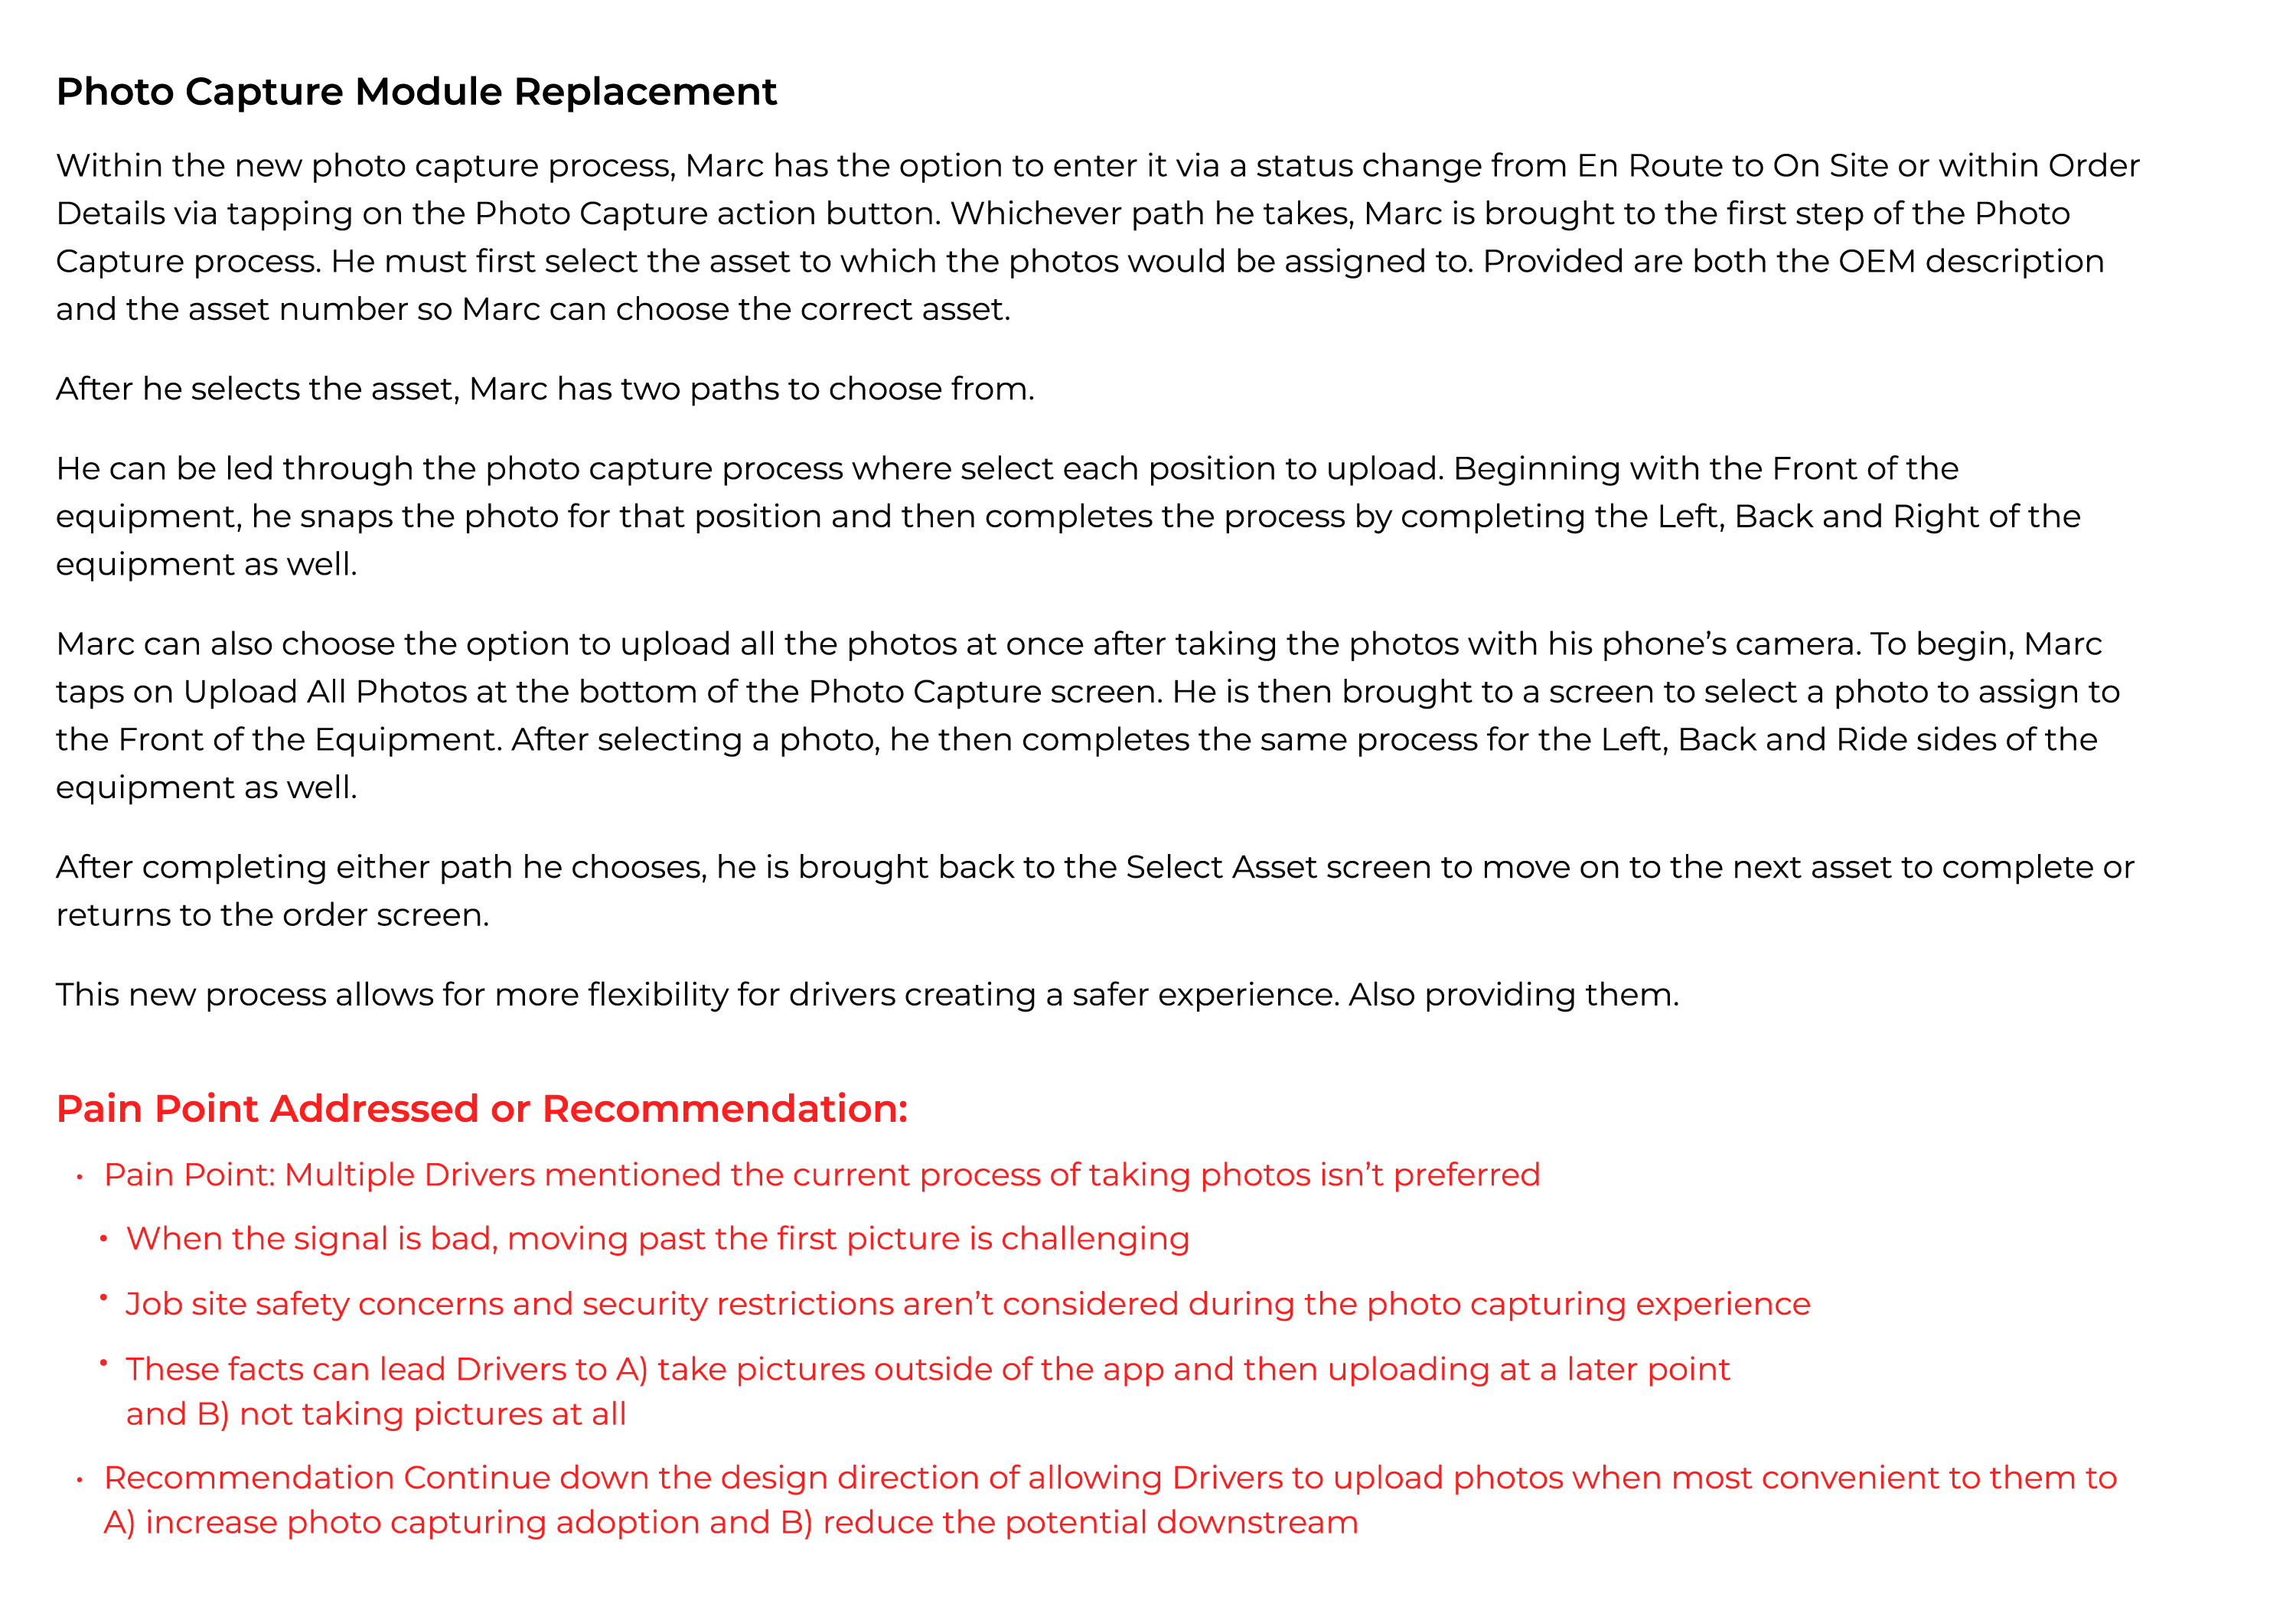 Photo Capture Module Replacement
Within the new photo capture process, Marc has the option to enter it via a status change from En Route to On Site or within Order
Details via tapping on the Photo Capture action button. Whichever path he takes, Marc is brought to the first step of the Photo
Capture process. He must first select the asset to which the photos would be assigned to. Provided are both the OEM description
and the asset number so Marc can choose the correct asset.
After he selects the asset, Marc has two paths to choose from.
He can be led through the photo capture process where select each position to upload. Beginning with the Front of the
equipment, he snaps the photo for that position and then completes the process by completing the Left, Back and Right of the
equipment as well.
Marc can also choose the option to upload all the photos at once after taking the photos with his phone’s camera. To begin, Marc
taps on Upload All Photos at the bottom of the Photo Capture screen. He is then brought to a screen to select a photo to assign to
the Front of the Equipment. After selecting a photo, he then completes the same process for the Left, Back and Ride sides of the
equipment as well.
After completing either path he chooses, he is brought back to the Select Asset screen to move on to the next asset to complete or
returns to the order screen.
This new process allows for more flexibility for drivers creating a safer experience. Also providing them.
Pain Point Addressed or Recommendation:
• Pain Point: Multiple Drivers mentioned the current process of taking photos isn’t preferred
• When the signal is bad, moving past the first picture is challenging
• Job site safety concerns and security restrictions aren’t considered during the photo capturing experience
• These facts can lead Drivers to A) take pictures outside of the app and then uploading at a later point
and B) not taking pictures at all
• Recommendation Continue down the design direction of allowing Drivers to upload photos when most convenient to them to
A) increase photo capturing adoption and B) reduce the potential downstream